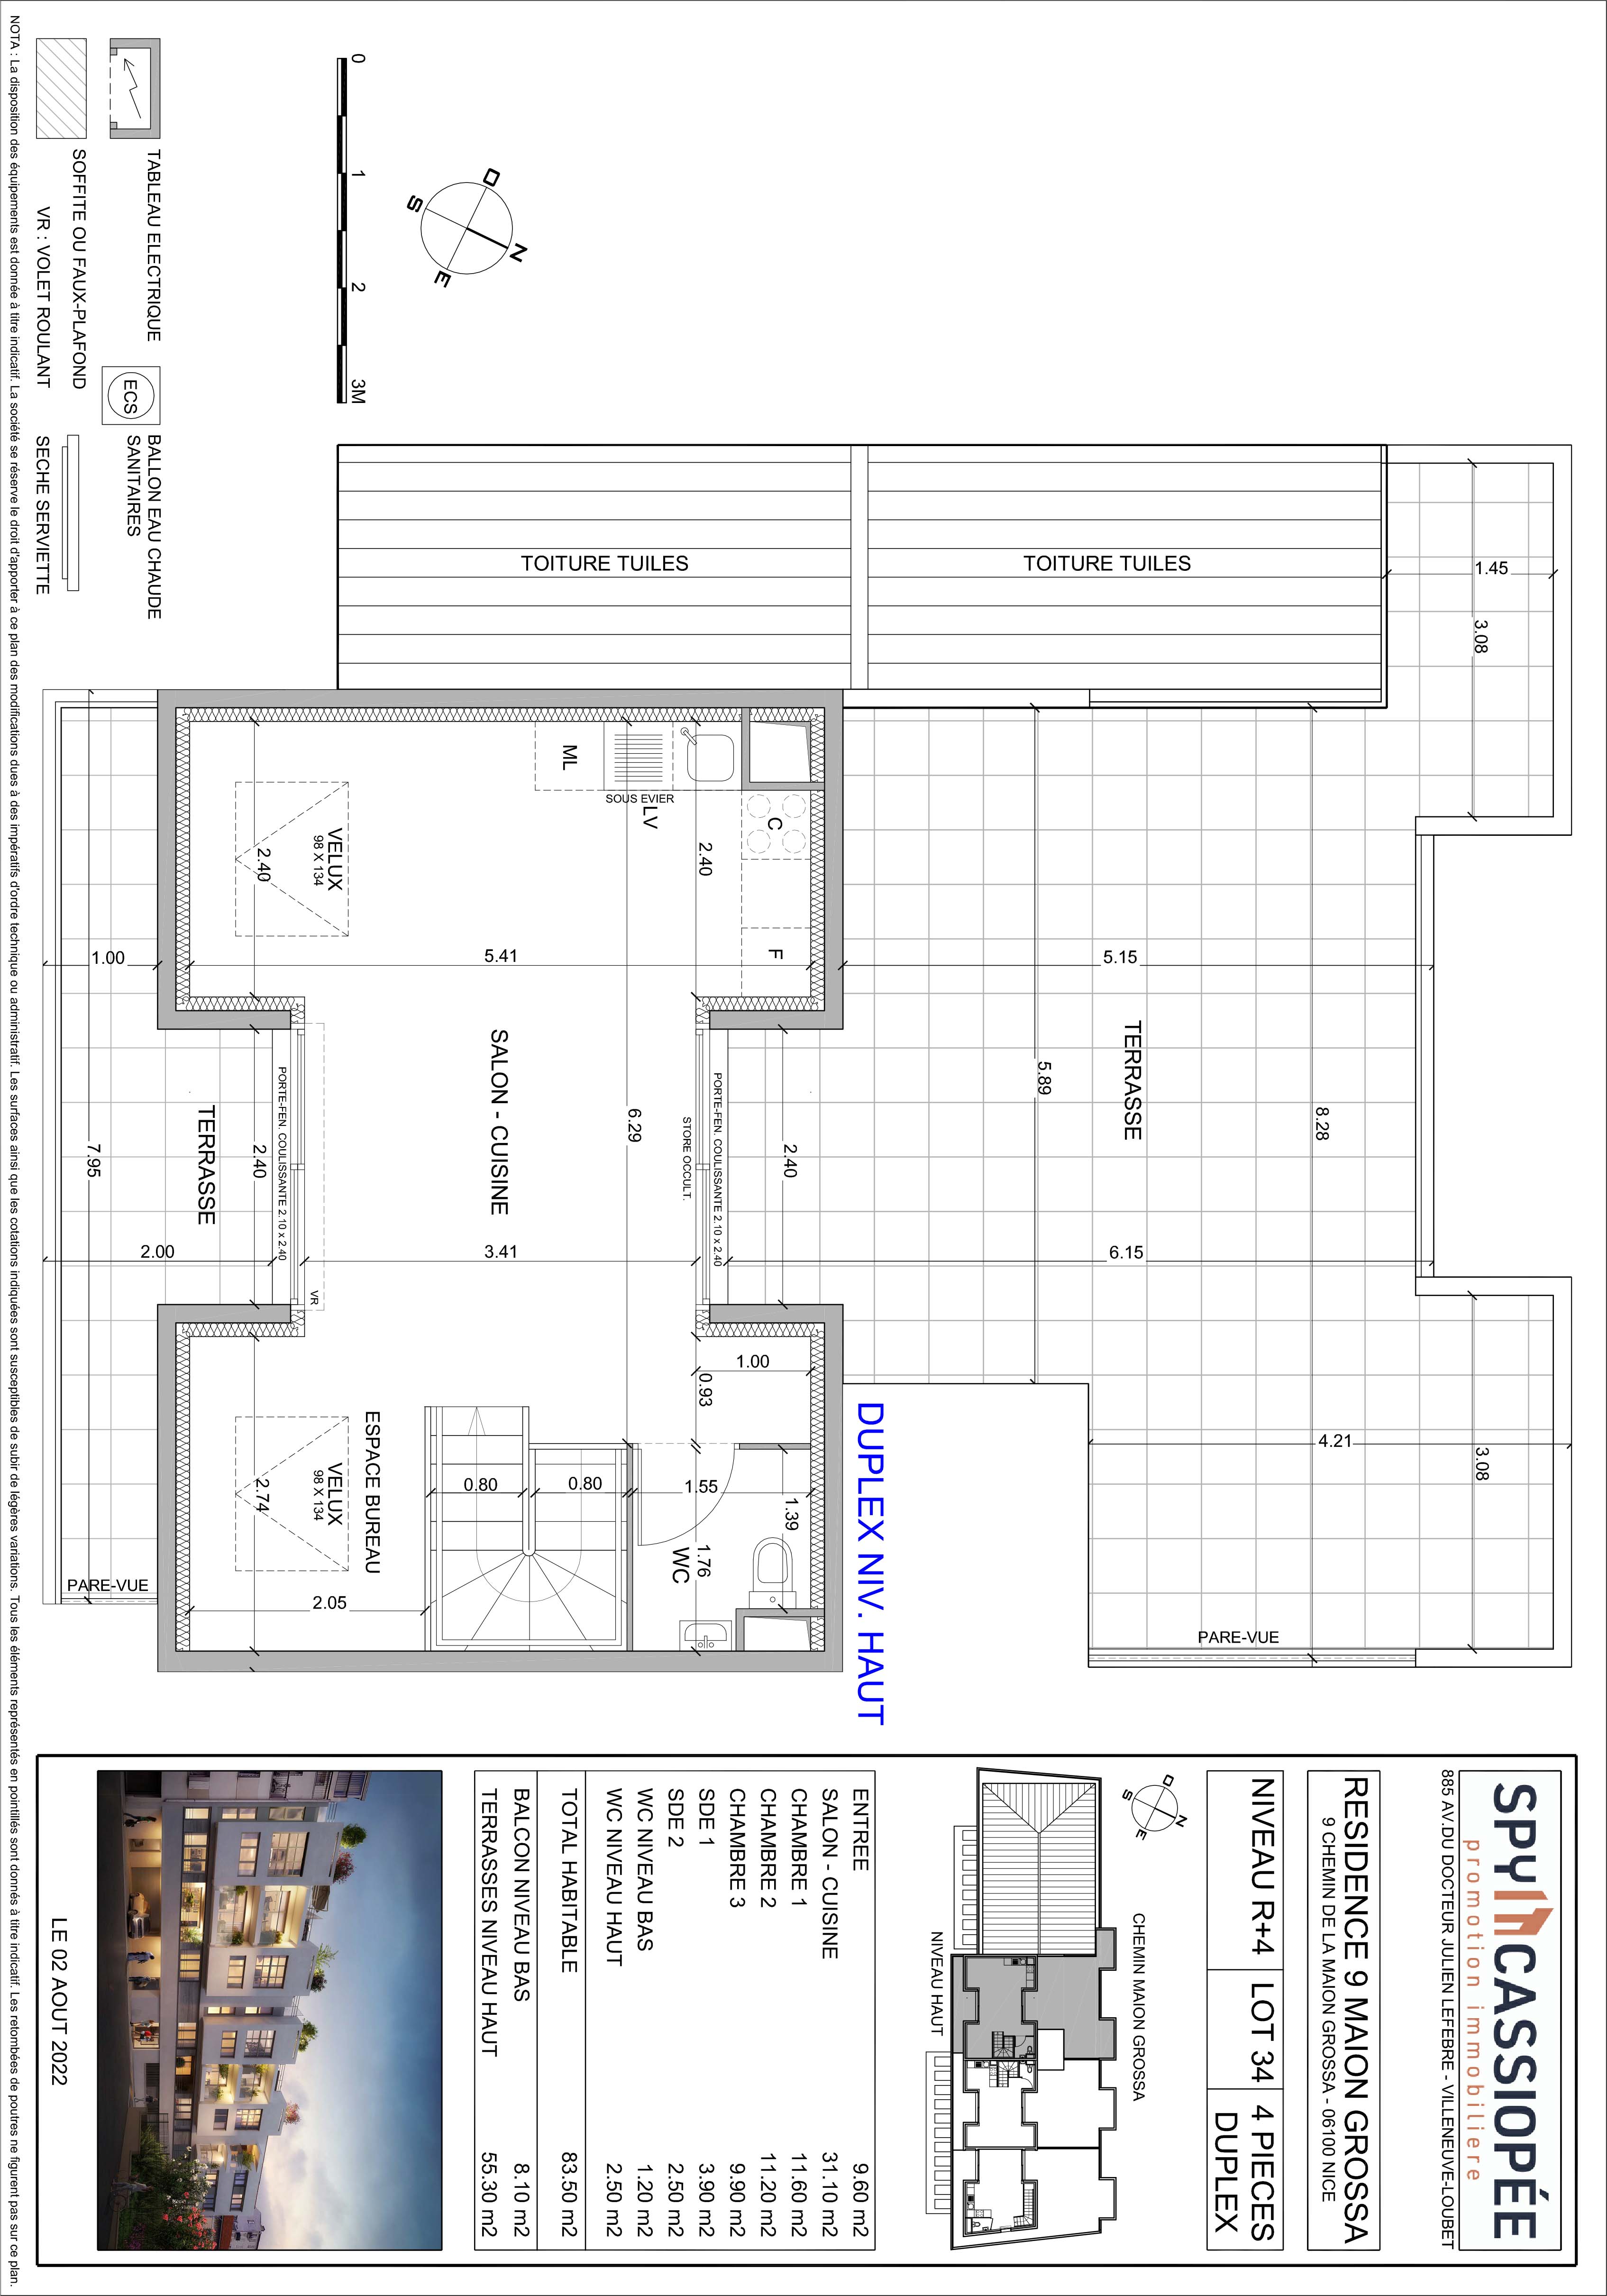 1.45
3.08
3.08
8.28
4.21
PARE-VUE
TOITURE TUILES
5.15
TERRASSE
6.15
5.89
DUPLEX NIV. HAUT
C
F
2.40
1.39
1.00
PORTE-FEN. COULISSANTE 2.10 x 2.40
2.40
0.93
1.55
1.76
STORE OCCULT.
WC
SOUS EVIER
LV
6.29
TOITURE TUILES
ML
0.80
5.41
SALON - CUISINE
3.41
0.80
ESPACE BUREAU
VELUX
98 X 134
VELUX
98 X 134
2.05
VR
PORTE-FEN. COULISSANTE 2.10 x 2.40
2.40
2.40
2.74
TERRASSE
2.00
1.00
7.95
PARE-VUE
N
O
E
S
0 1 2 3M
TABLEAU ELECTRIQUE
ECS
BALLON EAU CHAUDE
SANITAIRES
SOFFITE OU FAUX-PLAFOND
VR : VOLET ROULANT
SECHE SERVIETTE
SPY CASSIOPÉE
promotion immobiliere
885 AV.DU DOCTEUR JULIEN LEFEBRE - VILLENEUVE-LOUBET
RESIDENCE 9 MAION GROSSA
9 CHEMIN DE LA MAION GROSSA - 06100 NICE
NIVEAU R+4
LOT 34
4 PIECES
DUPLEX
N
O
E
S
CHEMIN MAION GROSSA
NIVEAU HAUT
ENTREE 9.60 m2
SALON - CUISINE 31.10 m2
CHAMBRE 1 11.60 m2
CHAMBRE 2 11.20 m2
CHAMBRE 3 9.90 m2
SDE 1 3.90 m2
SDE 2 2.50 m2
WC NIVEAU BAS 1.20 m2
WC NIVEAU HAUT 2.50 m2
TOTAL HABITABLE 83.50 m2
BALCON NIVEAU BAS 8.10 m2
TERRASSES NIVEAU HAUT 55.30 m2
LE 02 AOUT 2022
NOTA : La disposition des équipements est donnée à titre indicatif. La société se réserve le droit d'apporter à ce plan des modifications dues à des impératifs d'ordre technique ou administratif. Les surfaces ainsi que les cotations indiquées sont susceptibles de subir de légères variations. Tous les éléments représentés en pointillés sont donnés à titre indicatif. Les retombées de poutres ne figurent pas sur ce plan.